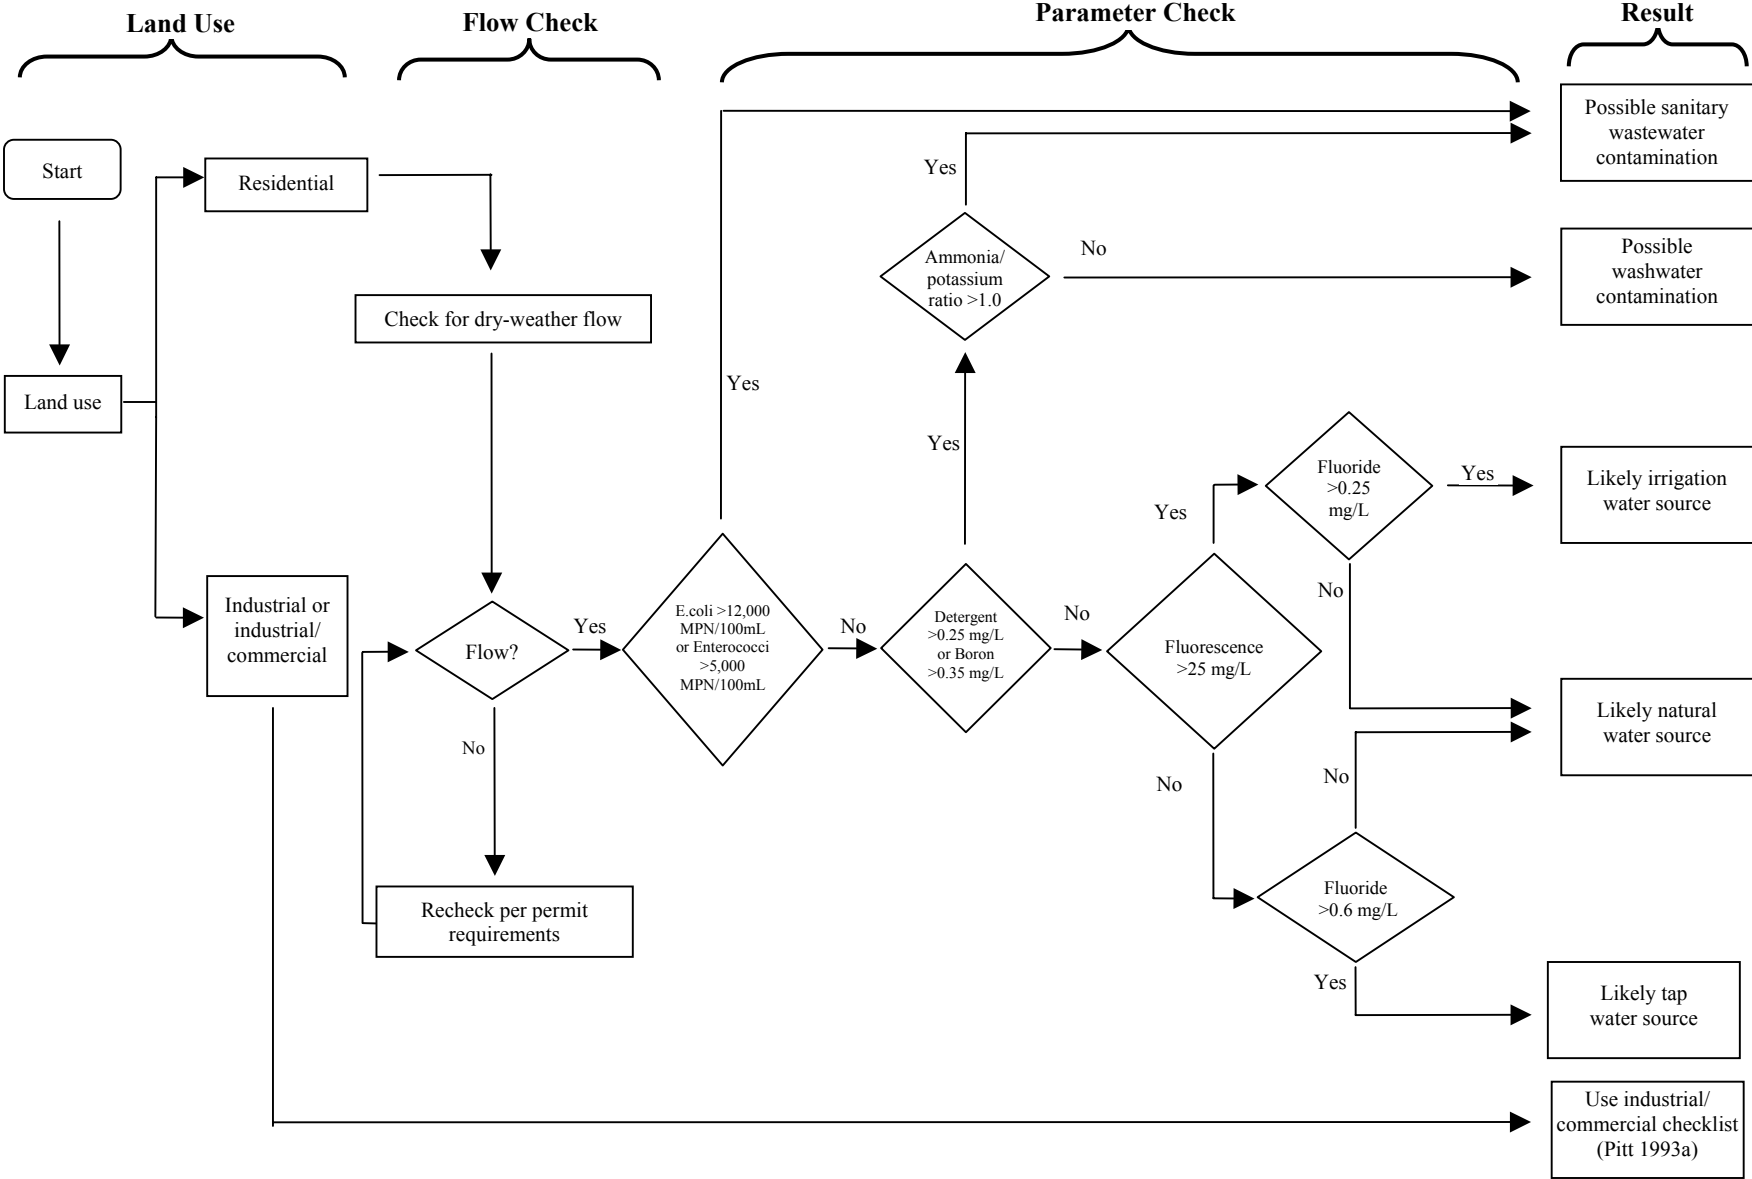 Land Use
Flow Check
Parameter Check
Result
Start
Land use
Residential
Industrial or
industrial/
commercial
Check for dry-weather flow
Flow?
Yes
No
Recheck per permit
requirements
E.coli >12,000
MPN/100mL
or Enterococci
>5,000
MPN/100mL
Yes
No
Detergent
>0.25 mg/L
or Boron
>0.35 mg/L
Yes
No
Ammonia/
potassium
ratio >1.0
Yes
No
Fluorescence
>25 mg/L
Yes
No
Fluoride
>0.25
mg/L
Yes
No
Fluoride
>0.6 mg/L
No
Yes
Possible sanitary
wastewater
contamination
Possible
washwater
contamination
Likely irrigation
water source
Likely natural
water source
Likely tap
water source
Use industrial/
commercial checklist
(Pitt 1993a)